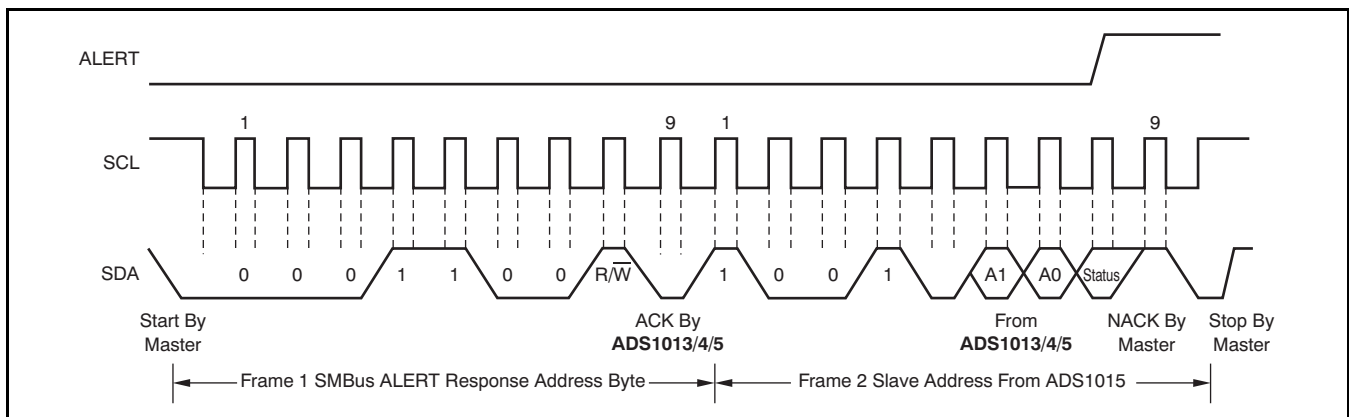 ALERT
1 9 1 9
SCL
SDA
0 0 0 1 1 0 0 R/W̅ 1 0 0 1 A1 A0 Status
Start By Master
ACK By ADS1013/4/5
From ADS1013/4/5
NACK By Master
Stop By Master
Frame 1 SMBus ALERT Response Address Byte
Frame 2 Slave Address From ADS1015